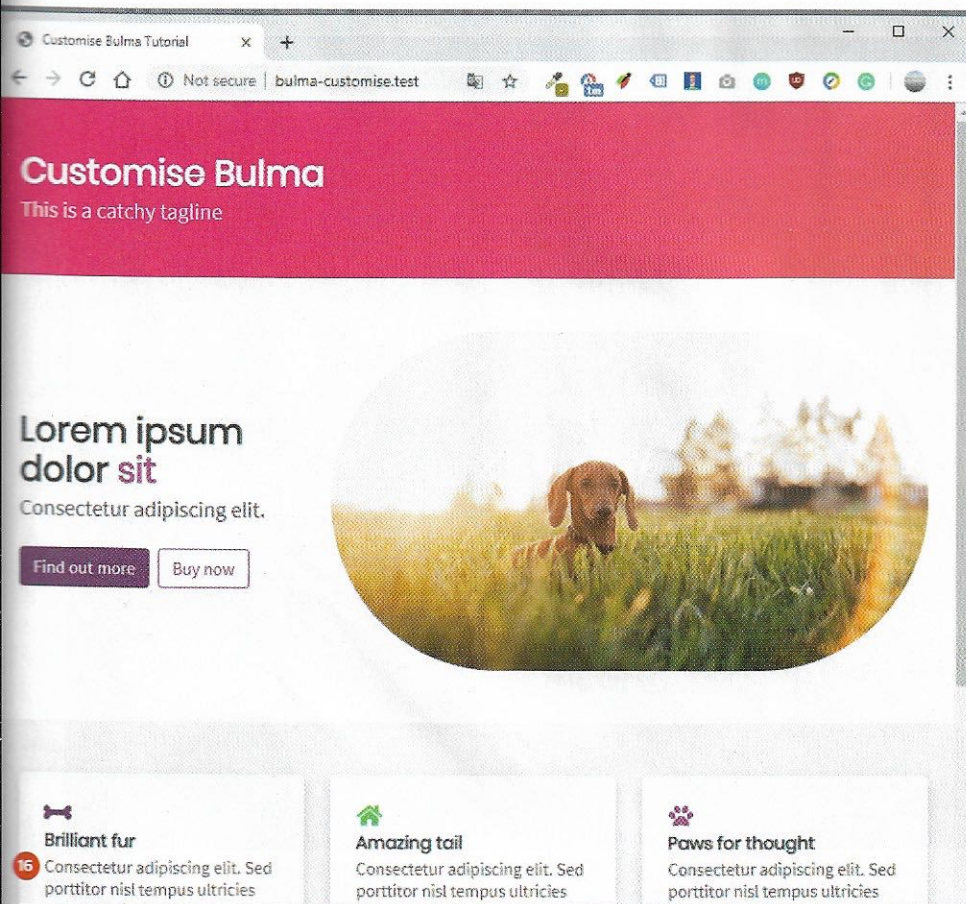 Customise Bulma Tutorial
Not secure | bulma-customise.test
Customise Bulma
This is a catchy tagline
Lorem ipsum
dolor sit
Consectetur adipiscing elit.
Find out more
Buy now
Brilliant fur
Consectetur adipiscing elit. Sed
porttitor nisl tempus ultricies
Amazing tail
Consectetur adipiscing elit. Sed
porttitor nisl tempus ultricies
Paws for thought
Consectetur adipiscing elit. Sed
porttitor nisl tempus ultricies
16